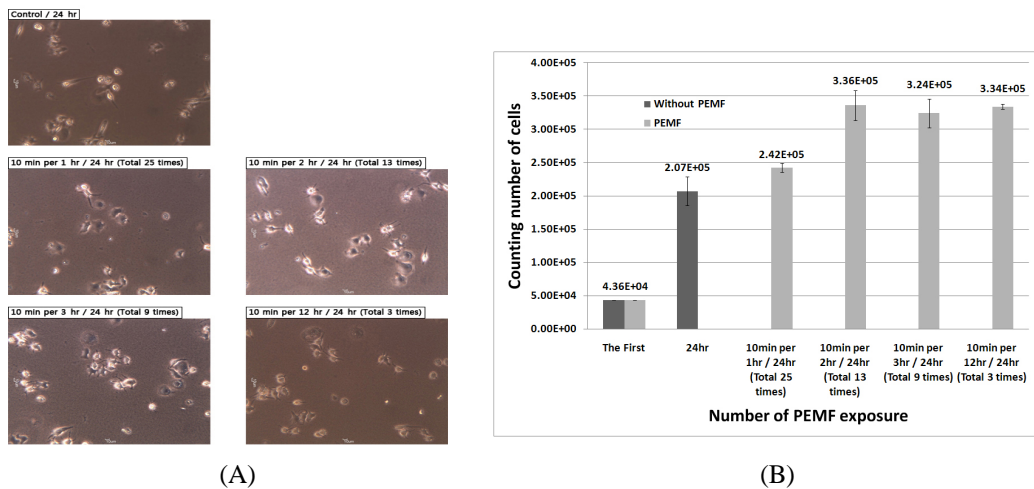 Control / 24 hr
10 min per 1 hr / 24 hr (Total 25 times)
10 min per 2 hr / 24 hr (Total 13 times)
10 min per 3 hr / 24 hr (Total 9 times)
10 min per 12 hr / 24 hr (Total 3 times)
(A)
4.00E+05
3.50E+05
3.00E+05
2.50E+05
2.00E+05
1.50E+05
1.00E+05
5.00E+04
0.00E+00
Counting number of cells
Without PEMF
PEMF
4.36E+04
2.07E+05
2.42E+05
3.36E+05
3.24E+05
3.34E+05
The First
24hr
10min per
1hr / 24hr
(Total 25
times)
10min per
2hr / 24hr
(Total 13
times)
10min per
3hr / 24hr
(Total 9 times)
10min per
12hr / 24hr
(Total 3 times)
Number of PEMF exposure
(B)